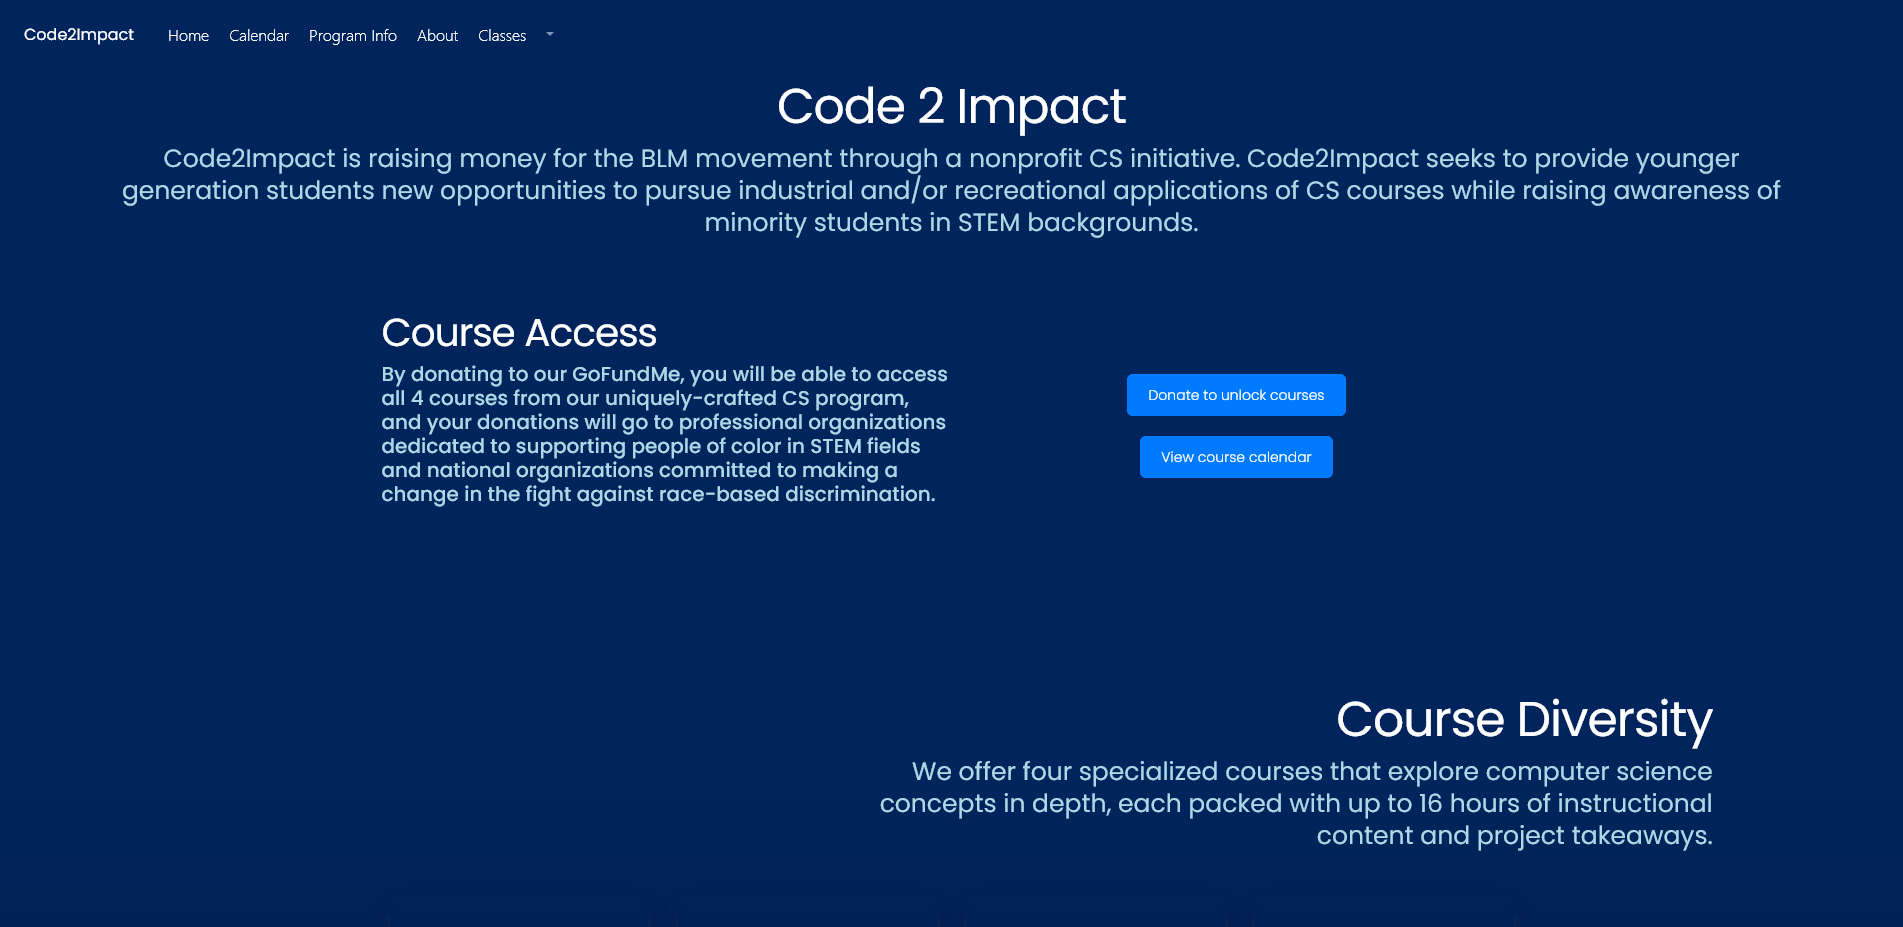 Code2Impact Home Calendar Program Info About Classes
Code 2 Impact
Code2Impact is raising money for the BLM movement through a nonprofit CS initiative. Code2Impact seeks to provide younger
generation students new opportunities to pursue industrial and/or recreational applications of CS courses while raising awareness of
minority students in STEM backgrounds.
Course Access
By donating to our GoFundMe, you will be able to access
all 4 courses from our uniquely-crafted CS program,
and your donations will go to professional organizations
dedicated to supporting people of color in STEM fields
and national organizations committed to making a
change in the fight against race-based discrimination.
Donate to unlock courses
View course calendar
Course Diversity
We offer four specialized courses that explore computer science
concepts in depth, each packed with up to 16 hours of instructional
content and project takeaways.